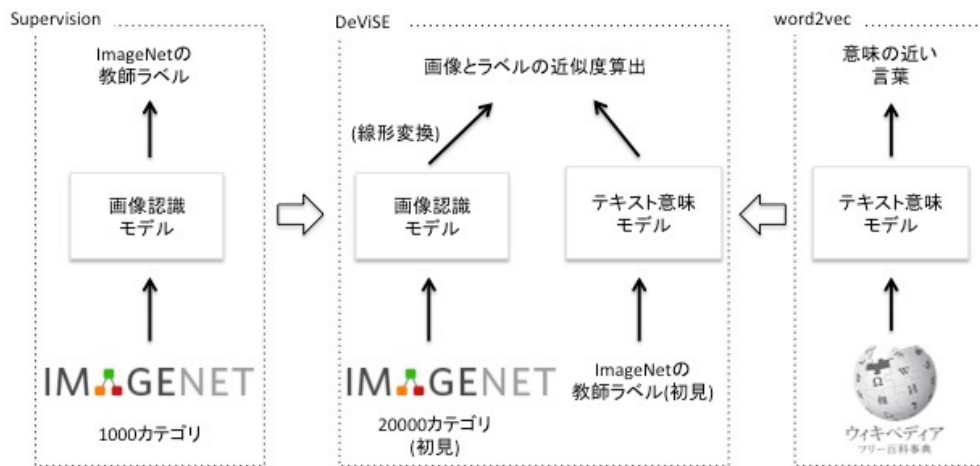 Supervision
ImageNetの
教師ラベル
画像認識
モデル
IMAGENET
1000カテゴリ
DeViSE
画像とラベルの近似度算出
(線形変換)
画像認識
モデル
テキスト意味
モデル
IMAGENET
20000カテゴリ
(初見)
ImageNetの
教師ラベル(初見)
word2vec
意味の近い
言葉
テキスト意味
モデル
Ω W
ウィキペディア
フリー百科事典